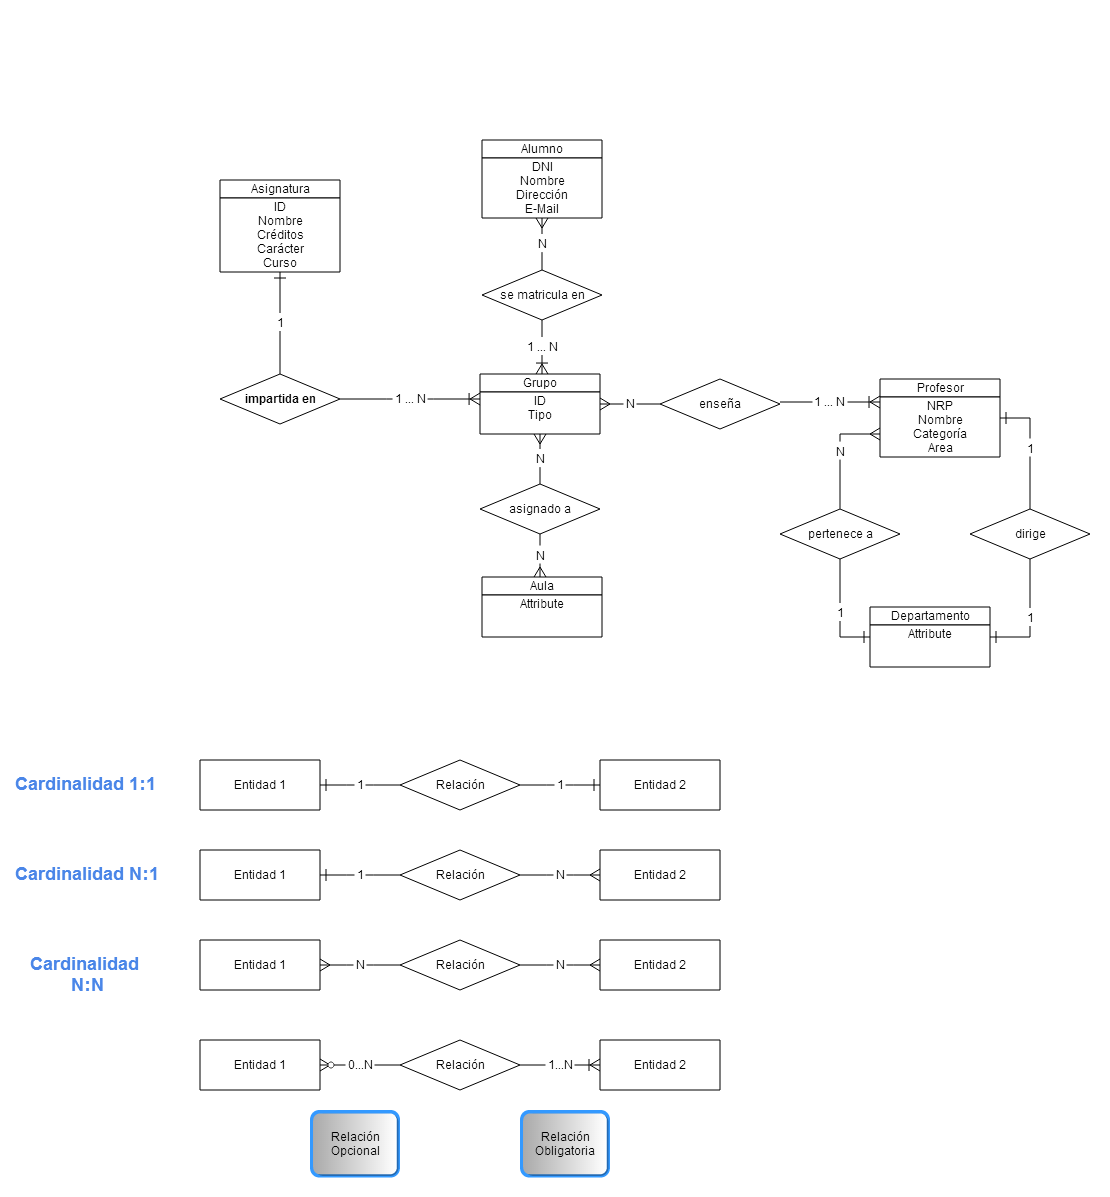 Alumno
DNI
Nombre
Dirección
E-Mail
Asignatura
ID
Nombre
Créditos
Carácter
Curso
N
se matricula en
1
1 ... N
impartida en
1 ... N
Grupo
ID
Tipo
N
enseña
1 ... N
Profesor
NRP
Nombre
Categoría
Area
N
1
N
asignado a
pertenece a
dirige
N
Aula
Attribute
1
Departamento
Attribute
1
Cardinalidad 1:1
Entidad 1
1
Relación
1
Entidad 2
Cardinalidad N:1
Entidad 1
1
Relación
N
Entidad 2
Cardinalidad
N:N
Entidad 1
N
Relación
N
Entidad 2
Entidad 1
0...N
Relación
1...N
Entidad 2
Relación
Opcional
Relación
Obligatoria